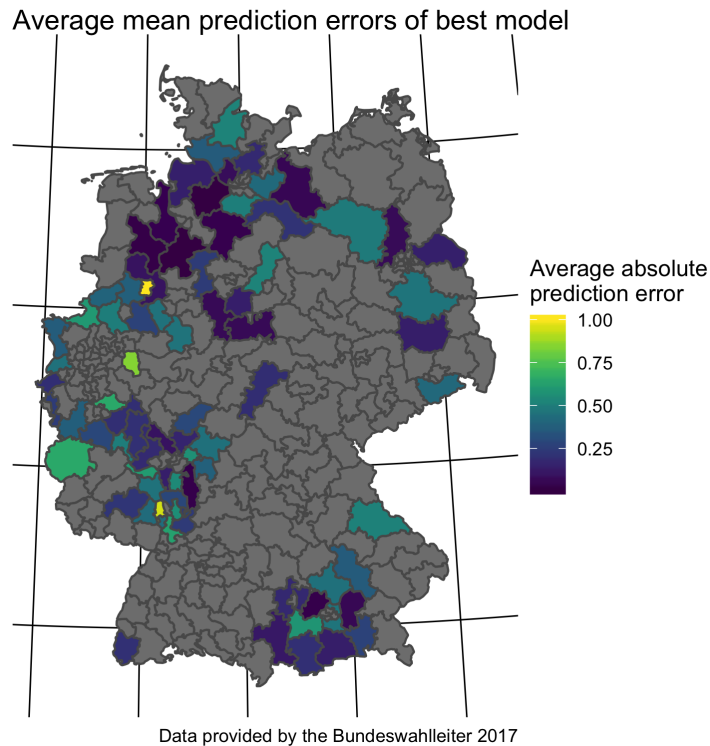 Average mean prediction errors of best model
Average absolute
prediction error
1.00
0.75
0.50
0.25
Data provided by the Bundeswahlleiter 2017